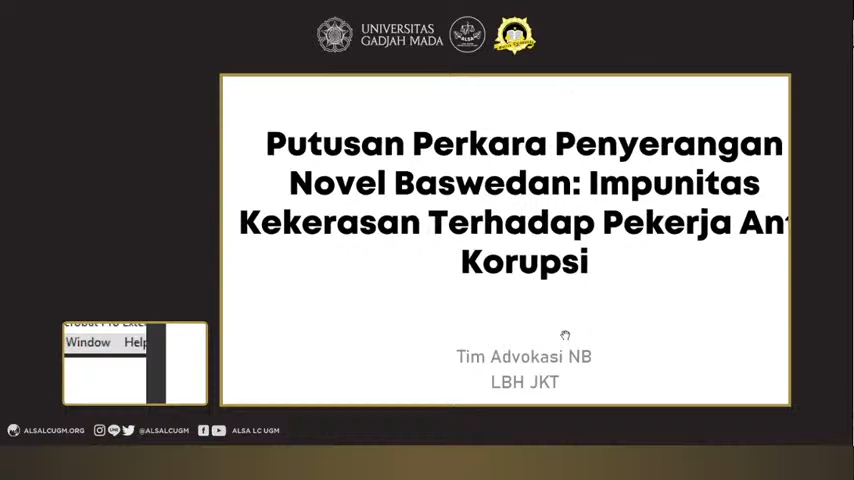 UNIVERSITAS
GADJAH MADA
ALSA
Putusan Perkara Penyerangan
Novel Baswedan: Impunitas
Kekerasan Terhadap Pekerja
Korupsi
Window Help
Tim Advokasi NB
LBH JKT
ALSALCUGM.ORG @ALSALCUGM ALSA LC UGM